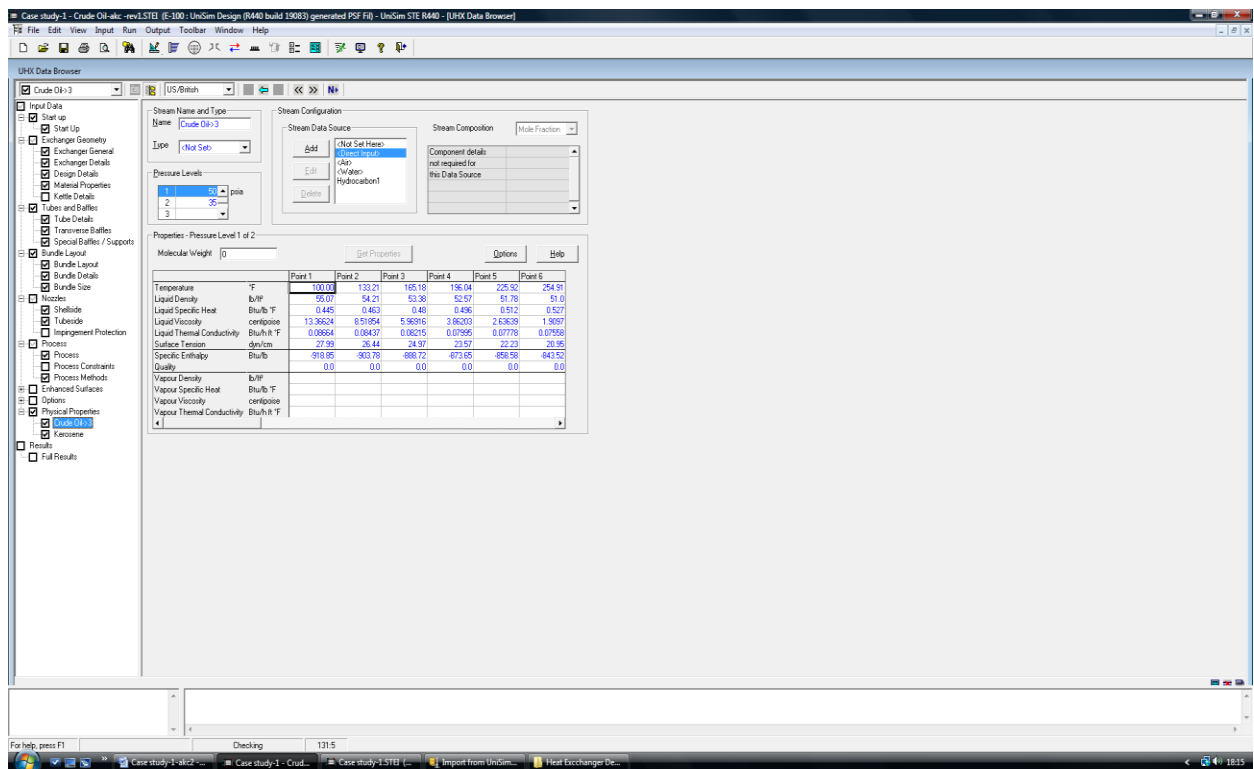 Case study-1 - Crude Oil-akc -rev1.STEI (E-100 : UniSim Design (R440 build 19083) generated PSF Fil) - UniSim STE R440 - [UHX Data Browser]
File Edit View Input Run Output Toolbar Window Help
UHX Data Browser
Crude Oil->3 US/British
Input Data
Start up
Start Up
Exchanger Geometry
Exchanger General
Exchanger Details
Design Details
Material Properties
Kettle Details
Tubes and Baffles
Tube Details
Transverse Baffles
Special Baffles / Supports
Bundle Layout
Bundle Layout
Bundle Details
Bundle Size
Nozzles
Shellside
Tubeside
Impingement Protection
Process
Process
Process Constraints
Process Methods
Enhanced Surfaces
Options
Physical Properties
Crude Oil->3
Kerosene
Results
Full Results
Stream Name and Type
Name Crude Oil->3
Type <Not Set>
Pressure Levels
1 50 psia
2 35
3
Stream Configuration
Stream Data Source
Add
Edit
Delete
<Not Set Here>
<Direct Input>
<Air>
<Water>
Hydrocarbon1
Stream Composition Mole Fraction
Component details
not required for
this Data Source
Properties - Pressure Level 1 of 2
Molecular Weight 0 Get Properties Options Help
Point 1 Point 2 Point 3 Point 4 Point 5 Point 6
Temperature °F 100.00 133.21 165.18 196.04 225.92 254.91
Liquid Density lb/ft³ 55.07 54.21 53.38 52.57 51.78 51.0
Liquid Specific Heat Btu/lb °F 0.445 0.463 0.48 0.496 0.512 0.527
Liquid Viscosity centipoise 13.36624 8.51854 5.96916 3.86203 2.63639 1.9097
Liquid Thermal Conductivity Btu/h ft °F 0.08664 0.08437 0.08215 0.07995 0.07778 0.07558
Surface Tension dyn/cm 27.99 26.44 24.97 23.57 22.23 20.95
Specific Enthalpy Btu/lb -918.85 -903.78 -888.72 -873.65 -858.58 -843.52
Quality 0.0 0.0 0.0 0.0 0.0 0.0
Vapour Density lb/ft³
Vapour Specific Heat Btu/lb °F
Vapour Viscosity centipoise
Vapour Thermal Conductivity Btu/h ft °F
For help, press F1 Checking 131:5
Case study-1-akc2 -... Case study-1 - Crud... Case study-1.STEI (... Import from UniSim... Heat Excchanger De... 18:15